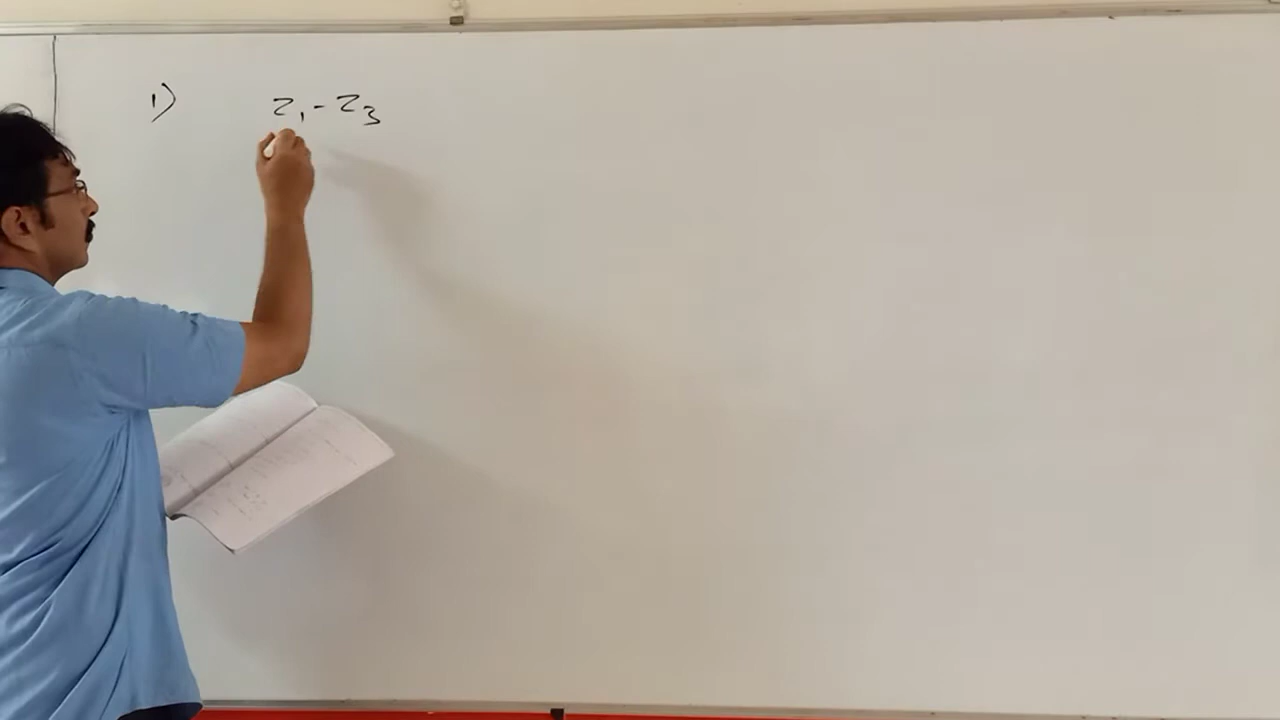 1) z₁ - z₃